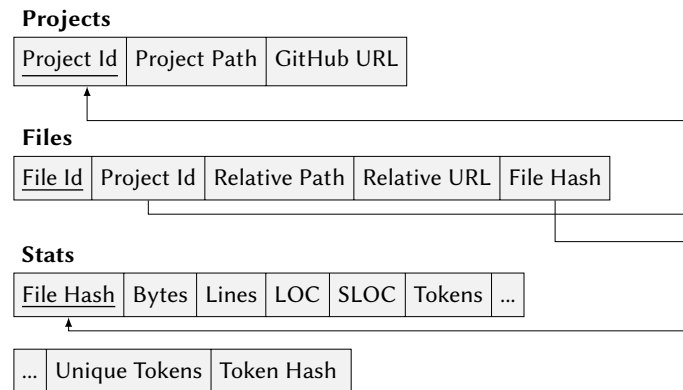 Projects
Project Id Project Path GitHub URL
Files
File Id Project Id Relative Path Relative URL File Hash
Stats
File Hash Bytes Lines LOC SLOC Tokens ...
... Unique Tokens Token Hash